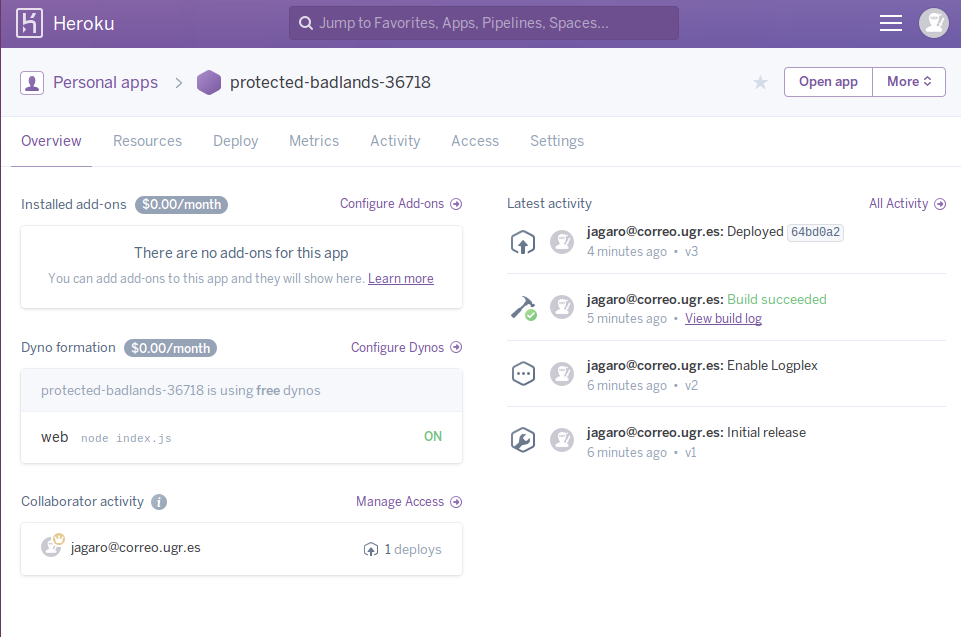 Heroku
Jump to Favorites, Apps, Pipelines, Spaces...
Personal apps > protected-badlands-36718
Open app
More
Overview Resources Deploy Metrics Activity Access Settings
Installed add-ons $0.00/month Configure Add-ons
There are no add-ons for this app
You can add add-ons to this app and they will show here. Learn more
Dyno formation $0.00/month Configure Dynos
protected-badlands-36718 is using free dynos
web node index.js ON
Collaborator activity i Manage Access
jagaro@correo.ugr.es 1 deploys
Latest activity All Activity
jagaro@correo.ugr.es: Deployed 64bd0a2
4 minutes ago • v3
jagaro@correo.ugr.es: Build succeeded
5 minutes ago • View build log
jagaro@correo.ugr.es: Enable Logplex
6 minutes ago • v2
jagaro@correo.ugr.es: Initial release
6 minutes ago • v1